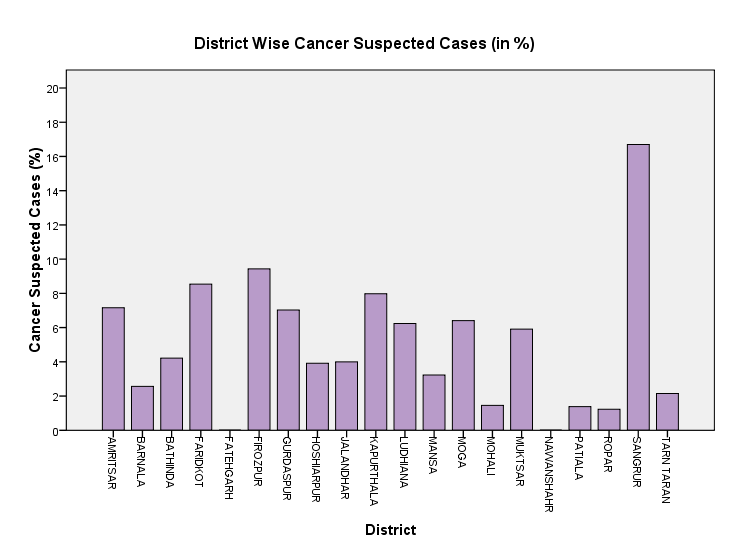 District Wise Cancer Suspected Cases (in %)
Cancer Suspected Cases (%)
20
18
16
14
12
10
8
6
4
2
0
AMRITSAR
BARNALA
BATHINDA
FARIDKOT
FATEHGARH
FIROZPUR
GURDASPUR
HOSHIARPUR
JALANDHAR
KAPURTHALA
LUDHIANA
MANSA
MOGA
MOHALI
MUKTSAR
NAWANSHAHR
PATIALA
ROPAR
SANGRUR
TARN TARAN
District